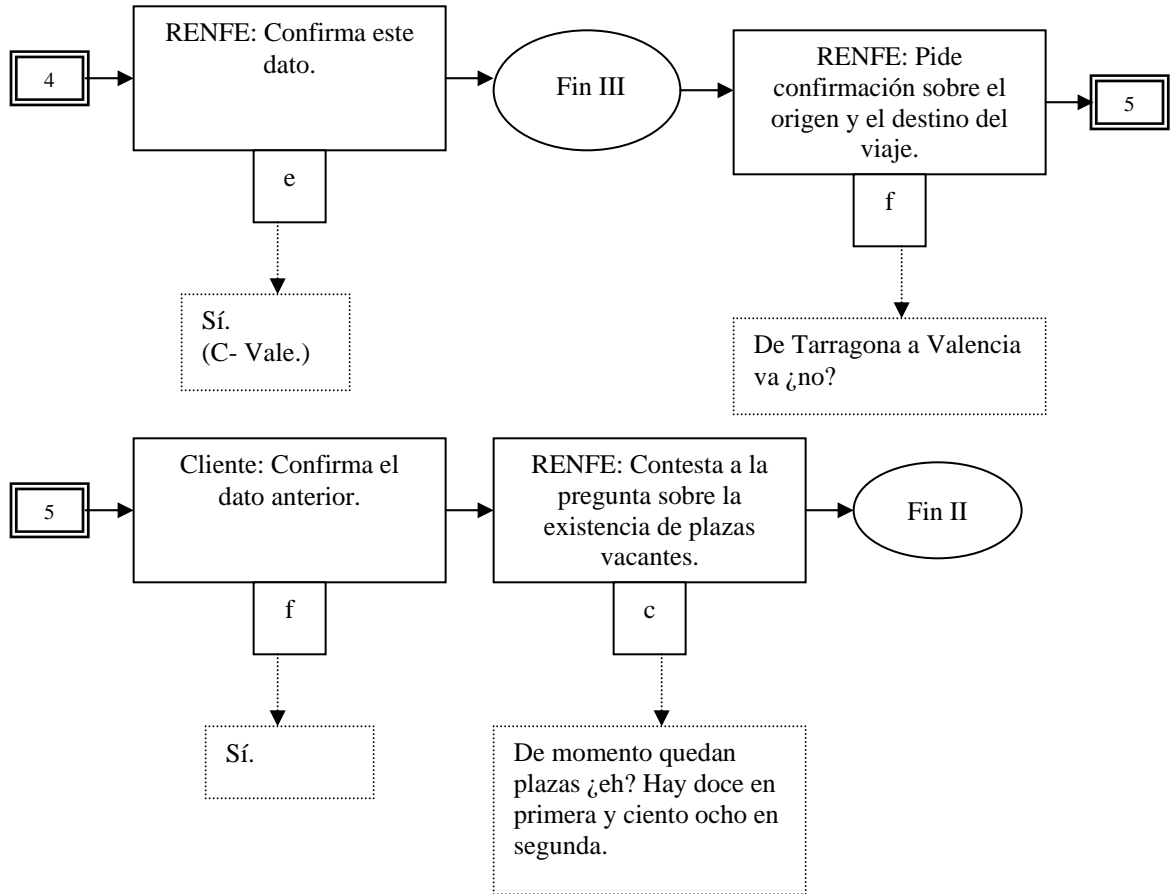 4
RENFE: Confirma este
dato.
e
Sí.
(C- Vale.)
Fin III
RENFE: Pide
confirmación sobre el
origen y el destino del
viaje.
f
De Tarragona a Valencia
va ¿no?
5
5
Cliente: Confirma el
dato anterior.
f
Sí.
RENFE: Contesta a la
pregunta sobre la
existencia de plazas
vacantes.
c
De momento quedan
plazas ¿eh? Hay doce en
primera y ciento ocho en
segunda.
Fin II